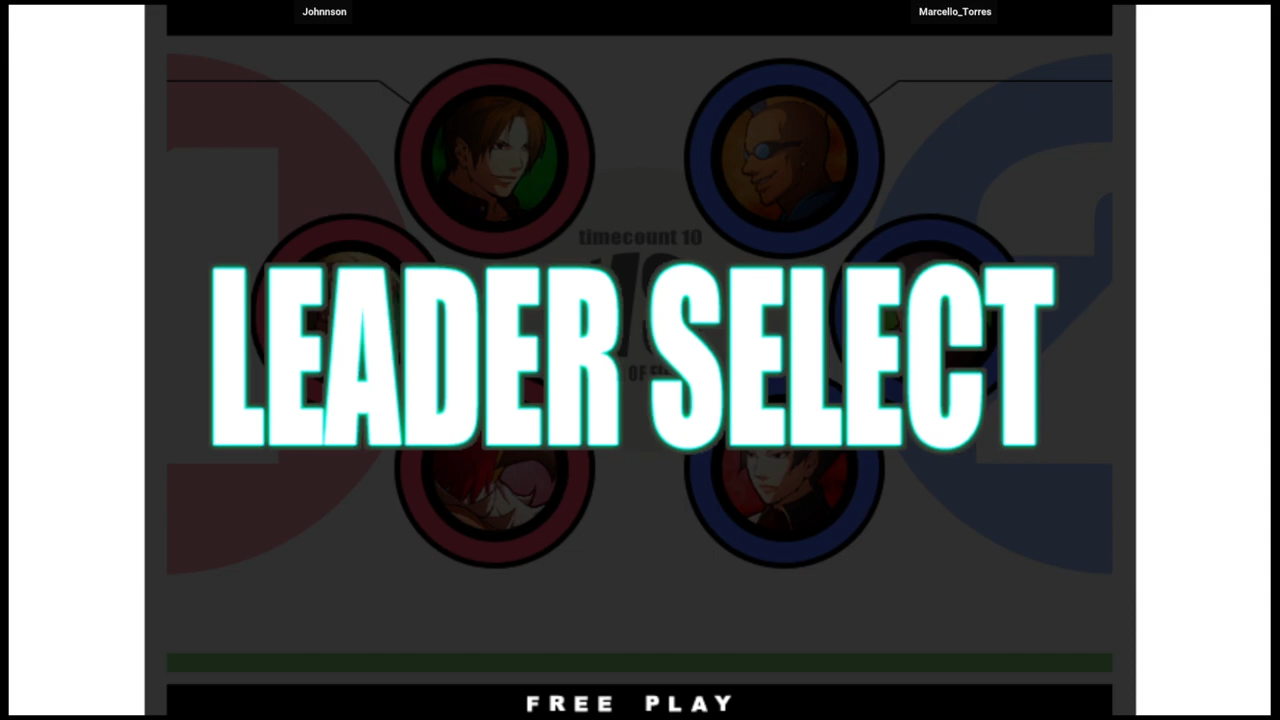 Johnnson
Marcello_Torres
timecount 10
LEADER SELECT
FREE PLAY